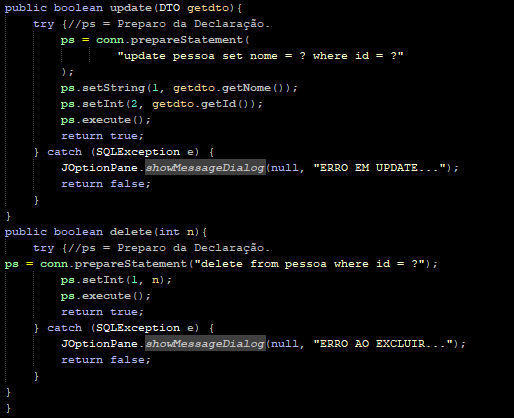 public boolean update(DTO getdto){
try {//ps = Preparo da Declaração.
ps = conn.prepareStatement(
"update pessoa set nome = ? where id = ?"
);
ps.setString(1, getdto.getNome());
ps.setInt(2, getdto.getId());
ps.execute();
return true;
} catch (SQLException e) {
JOptionPane.showMessageDialog(null, "ERRO EM UPDATE...");
return false;
}
}
public boolean delete(int n){
try {//ps = Preparo da Declaração.
ps = conn.prepareStatement("delete from pessoa where id = ?");
ps.setInt(1, n);
ps.execute();
return true;
} catch (SQLException e) {
JOptionPane.showMessageDialog(null, "ERRO AO EXCLUIR...");
return false;
}
}
}